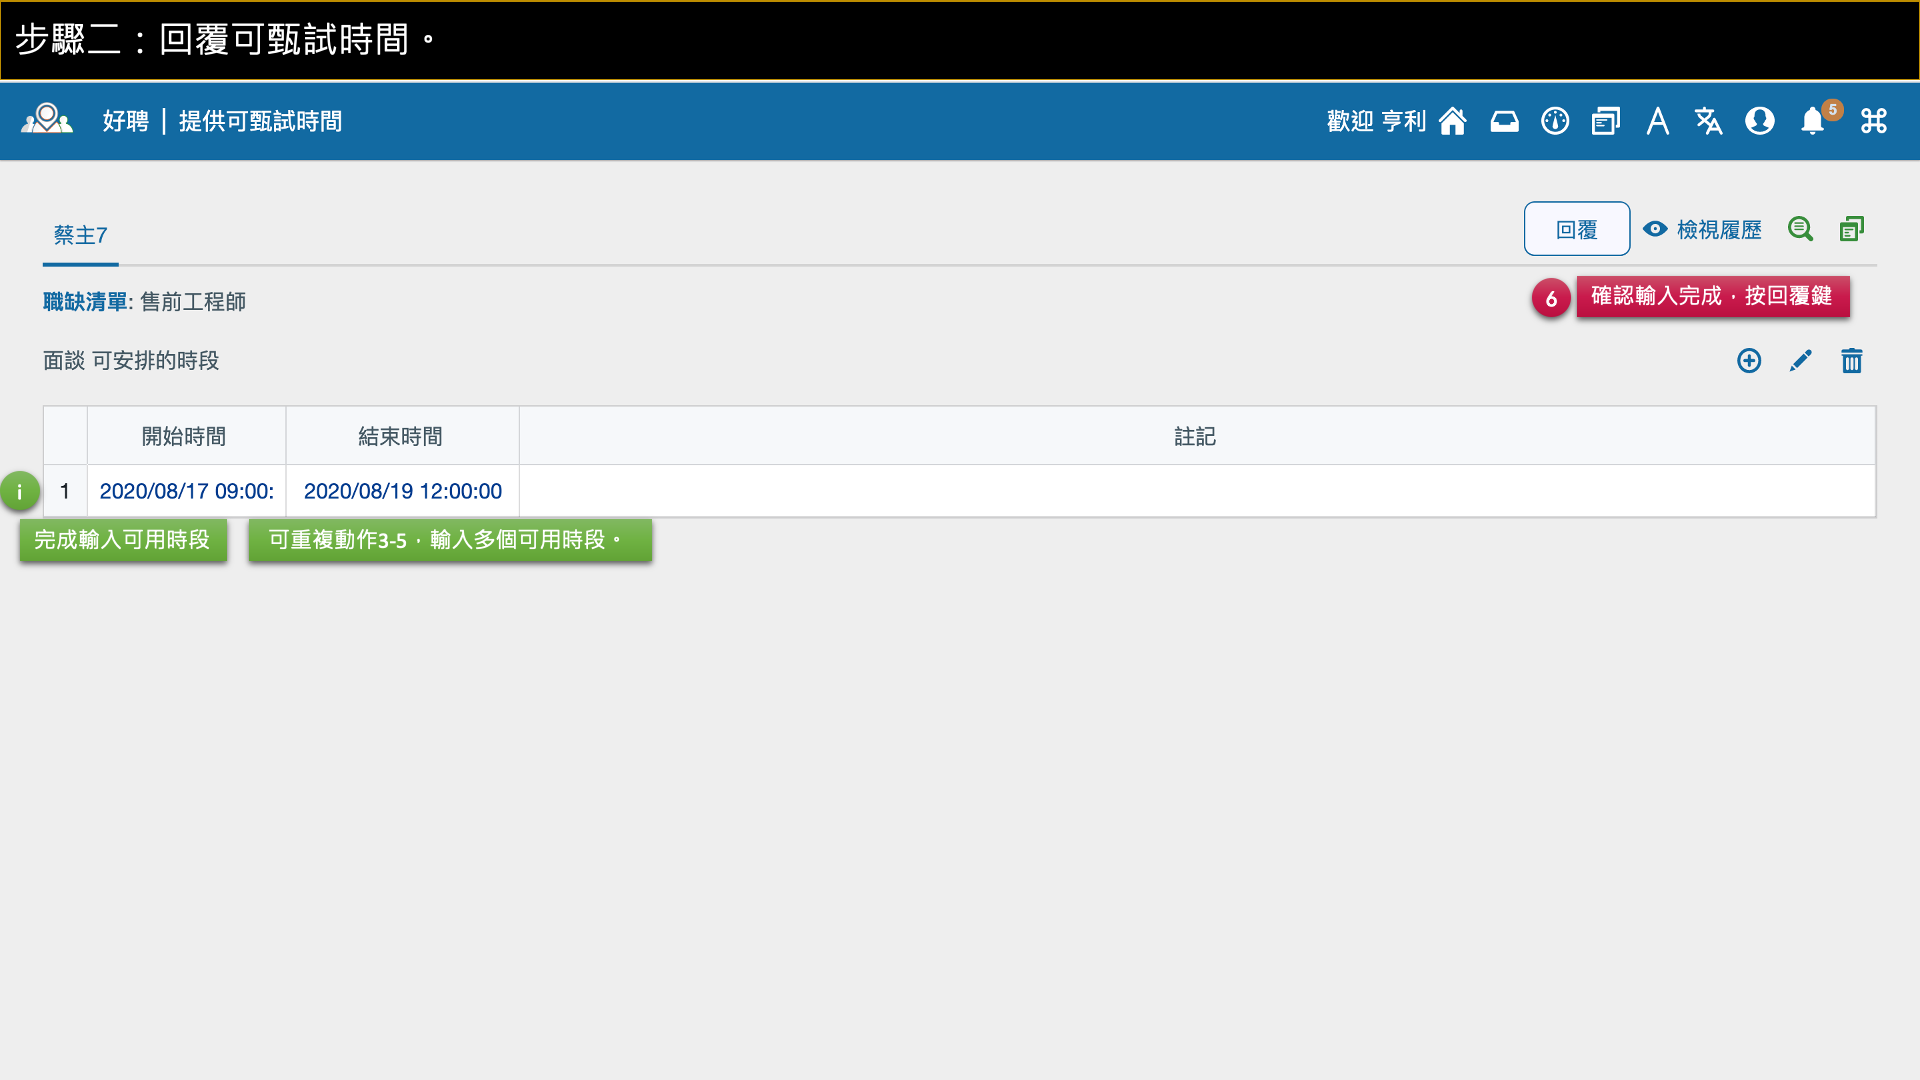 步驟二：回覆可甄試時間。
好聘 | 提供可甄試時間
歡迎 亨利
5
蔡主7
回覆
檢視履歷
職缺清單: 售前工程師
6
確認輸入完成，按回覆鍵
面談 可安排的時段
開始時間 結束時間 註記
i
1 2020/08/17 09:00: 2020/08/19 12:00:00
完成輸入可用時段
可重複動作3-5，輸入多個可用時段。